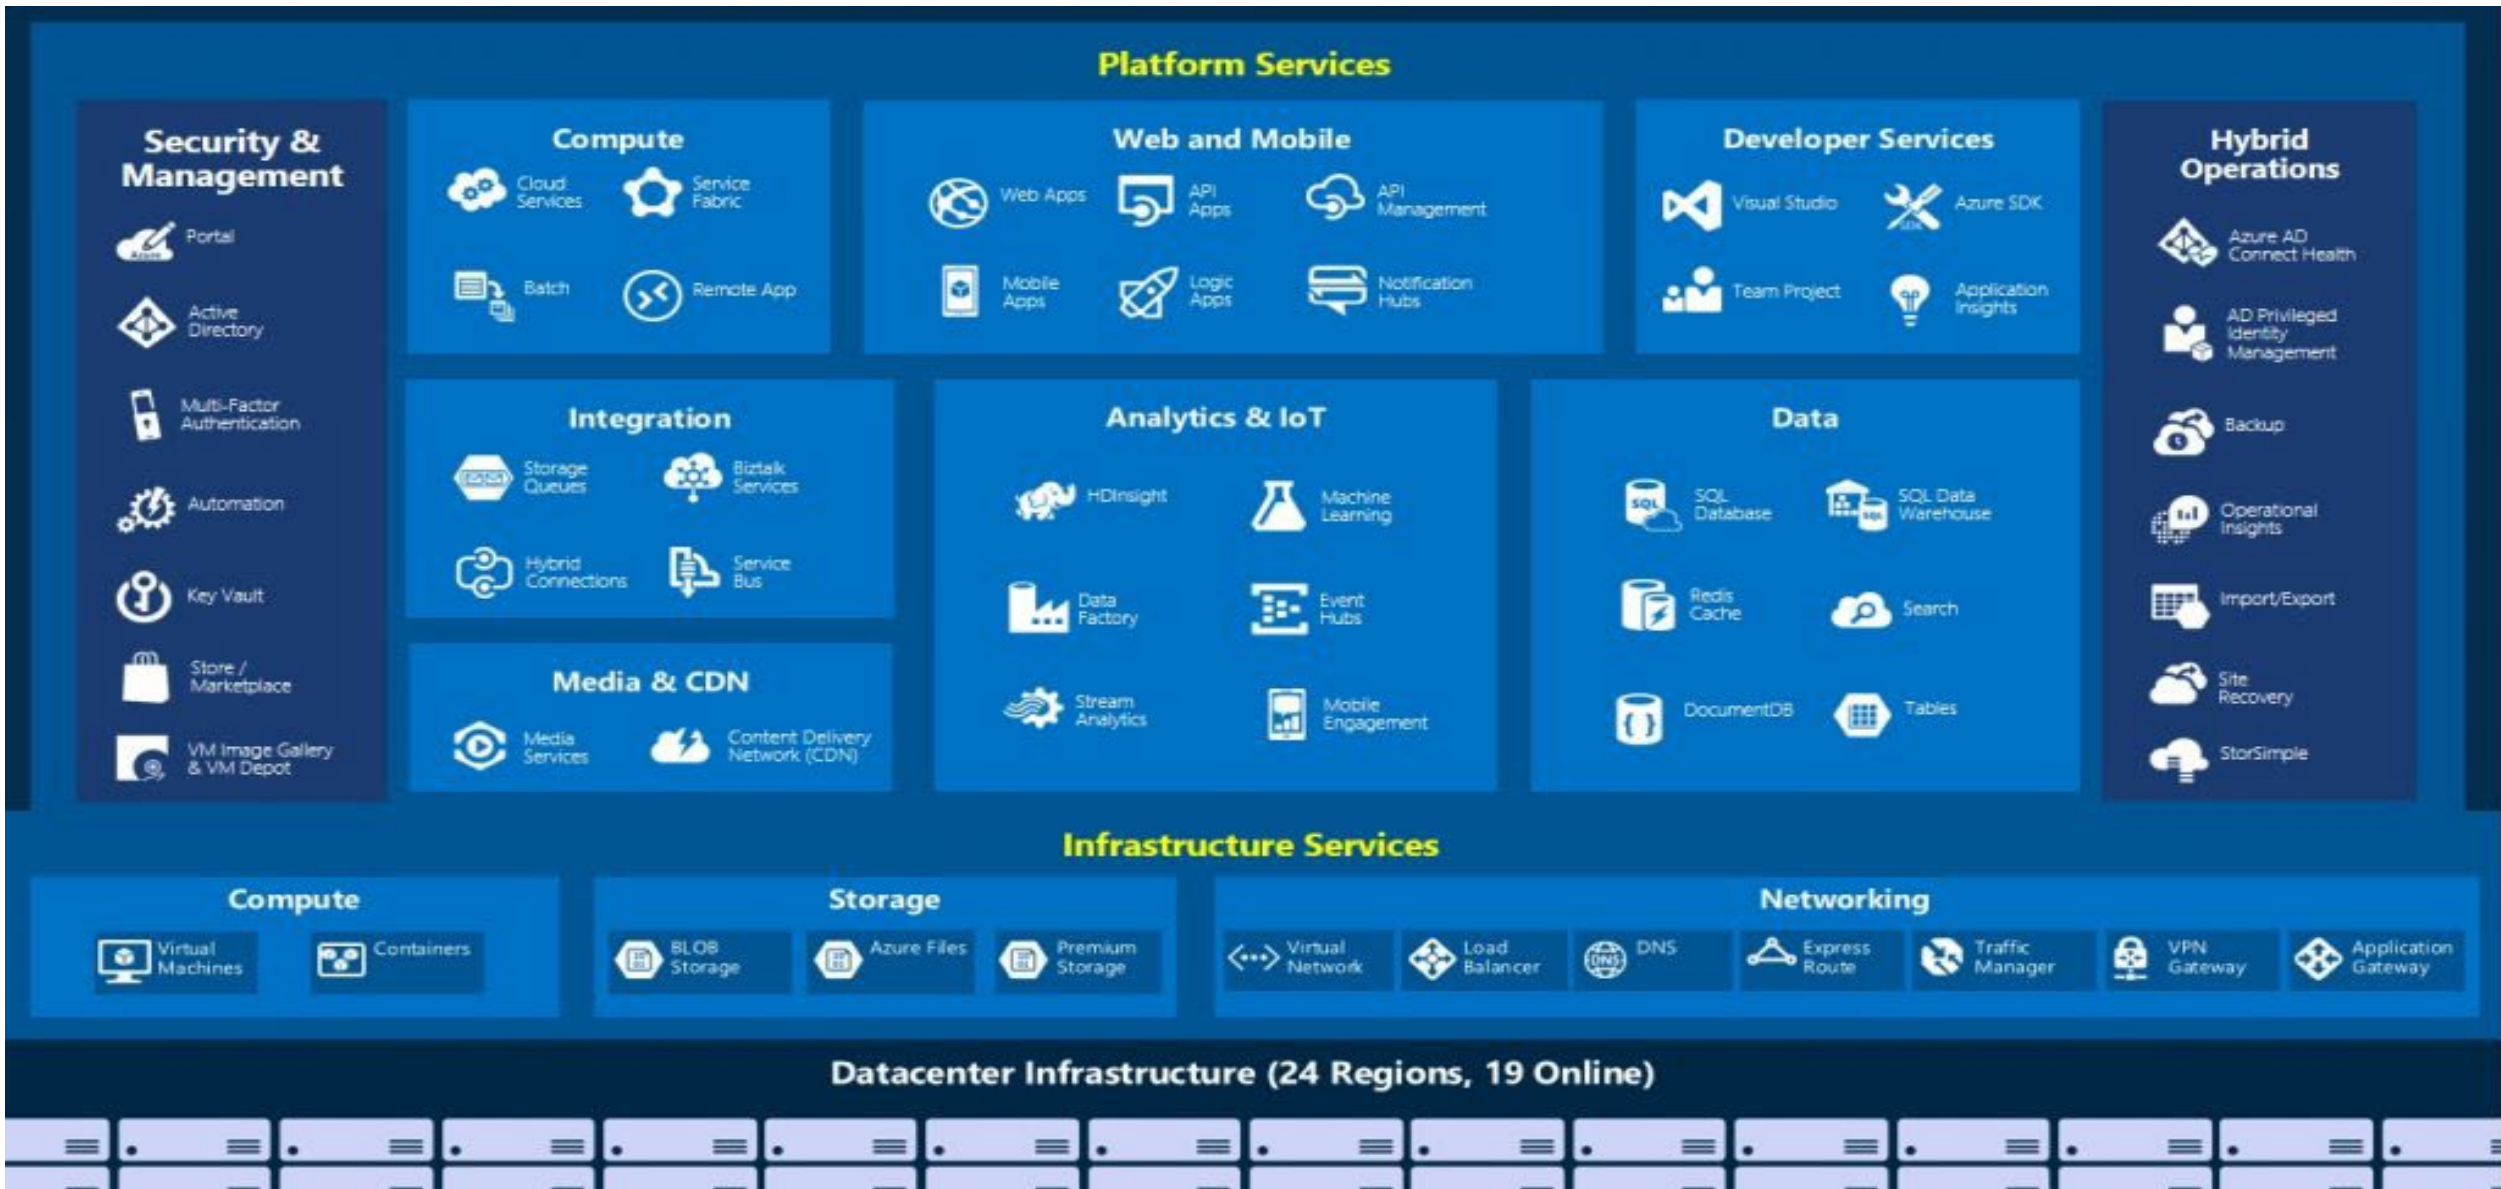 Platform Services
Security &
Management
Portal
Active
Directory
Multi-Factor
Authentication
Automation
Key Vault
Store /
Marketplace
VM Image Gallery
& VM Depot
Compute
Cloud
Services
Service
Fabric
Batch
Remote App
Web and Mobile
Web Apps
API
Apps
API
Management
Mobile
Apps
Logic
Apps
Notification
Hubs
Developer Services
Visual Studio
Azure SDK
Team Project
Application
Insights
Integration
Storage
Queues
Biztalk
Services
Hybrid
Connections
Service
Bus
Media & CDN
Media
Services
Content Delivery
Network (CDN)
Analytics & IoT
HDInsight
Machine
Learning
Data
Factory
Event
Hubs
Stream
Analytics
Mobile
Engagement
Data
SQL
SQL
Database
SQL
SQL Data
Warehouse
Redis
Cache
Search
DocumentDB
Tables
Hybrid
Operations
Azure AD
Connect Health
AD Privileged
Identity
Management
Backup
Operational
Insights
Import/Export
Site
Recovery
StorSimple
Infrastructure Services
Compute
Virtual
Machines
Containers
Storage
BLOB
Storage
Azure Files
Premium
Storage
Networking
Virtual
Network
Load
Balancer
DNS
DNS
Express
Route
Traffic
Manager
VPN
Gateway
Application
Gateway
Datacenter Infrastructure (24 Regions, 19 Online)